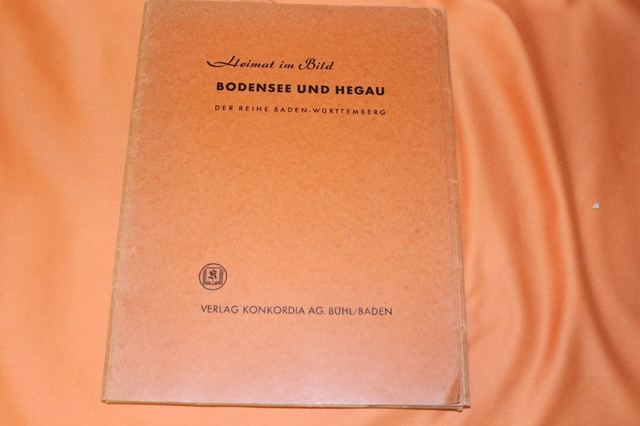 Heimat im Bild
BODENSEE UND HEGAU
DER REIHE BADEN-WÜRTTEMBERG
VERLAG KONKORDIA AG. BÜHL/BADEN